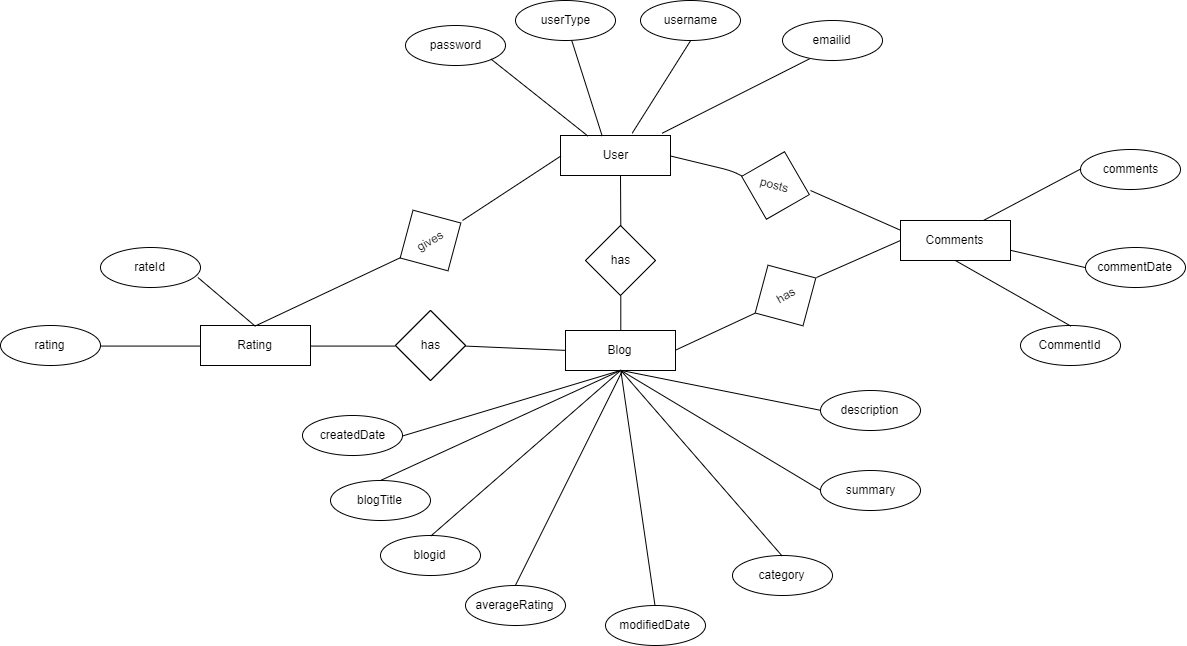 userType
username
password
emailid
User
posts
comments
gives
Comments
has
rateId
commentDate
has
rating
Rating
has
Blog
CommentId
description
createdDate
summary
blogTitle
blogid
category
averageRating
modifiedDate